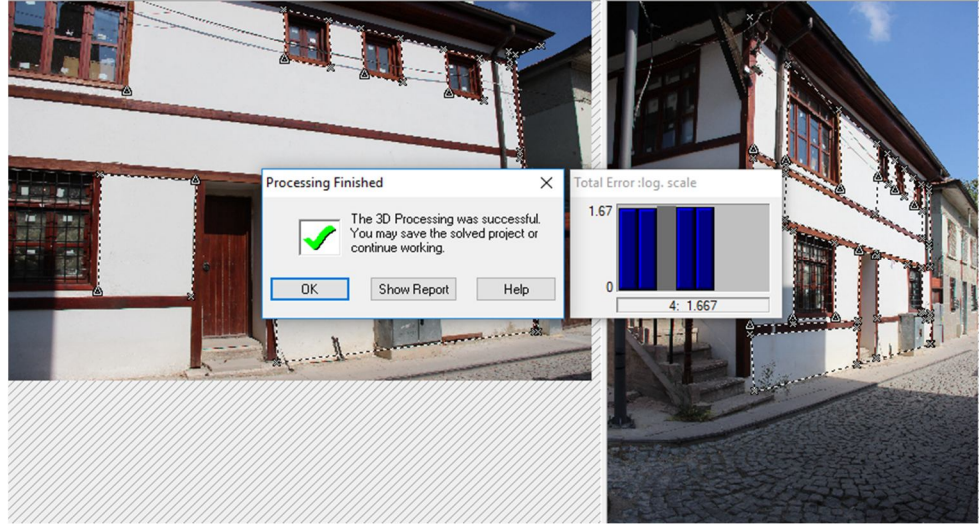 Processing Finished
The 3D Processing was successful.
You may save the solved project or
continue working.
OK
Show Report
Help
Total Error :log. scale
1.67
0
4: 1.667